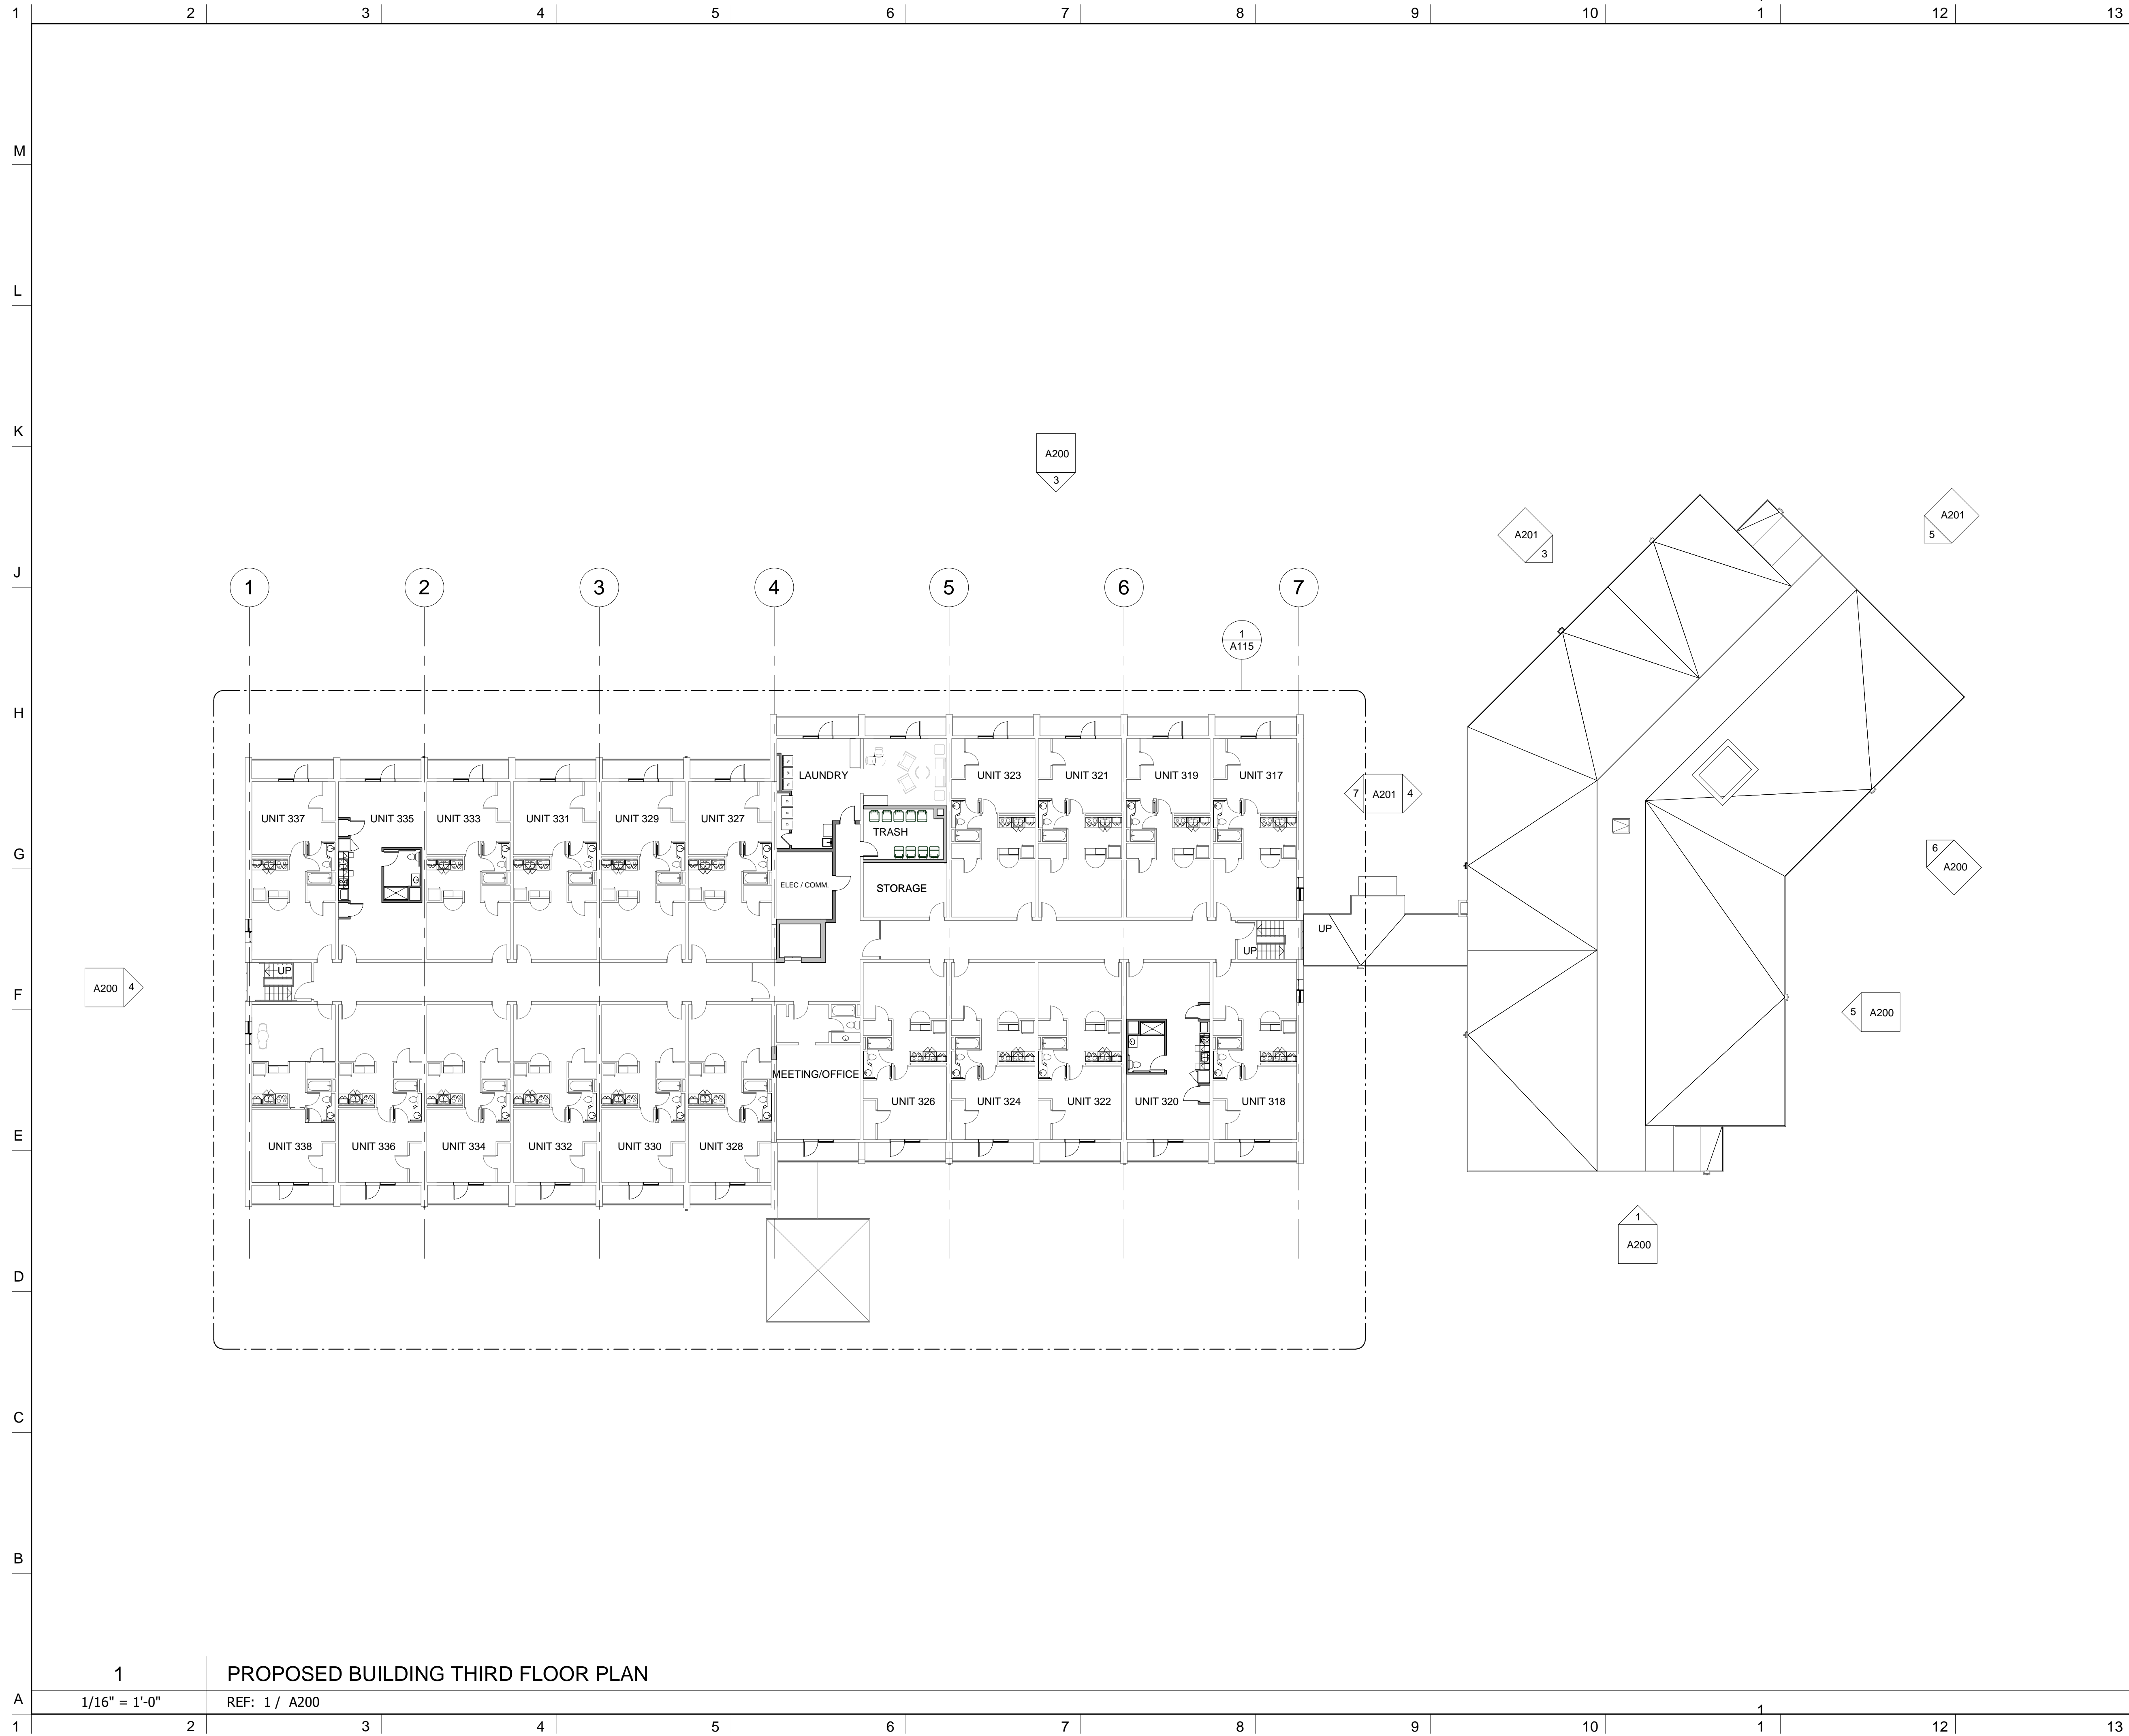 1 2 3 4 5 6 7 8 9 10 1 12 13
M
L
K
A200
3
A201
3
A201
5
J
1 2 3 4 5 6 7
1
A115
H
LAUNDRY
UNIT 323 UNIT 321 UNIT 319 UNIT 317
7 A201 4
UNIT 337 UNIT 335 UNIT 333 UNIT 331 UNIT 329 UNIT 327
TRASH
G
6
A200
ELEC / COMM.
STORAGE
UP
UP
UP
A200 4
F
5 A200
MEETING/OFFICE
UNIT 326 UNIT 324 UNIT 322 UNIT 320 UNIT 318
E
UNIT 338 UNIT 336 UNIT 334 UNIT 332 UNIT 330 UNIT 328
1
A200
D
C
B
1 PROPOSED BUILDING THIRD FLOOR PLAN
A
1/16" = 1'-0" REF: 1 / A200
1
1 2 3 4 5 6 7 8 9 10 1 12 13